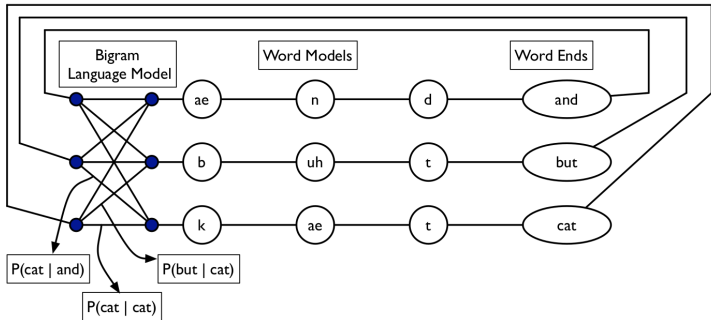 Bigram
Language Model
Word Models
Word Ends
ae n d and
b uh t but
k ae t cat
P(cat | and)
P(but | cat)
P(cat | cat)